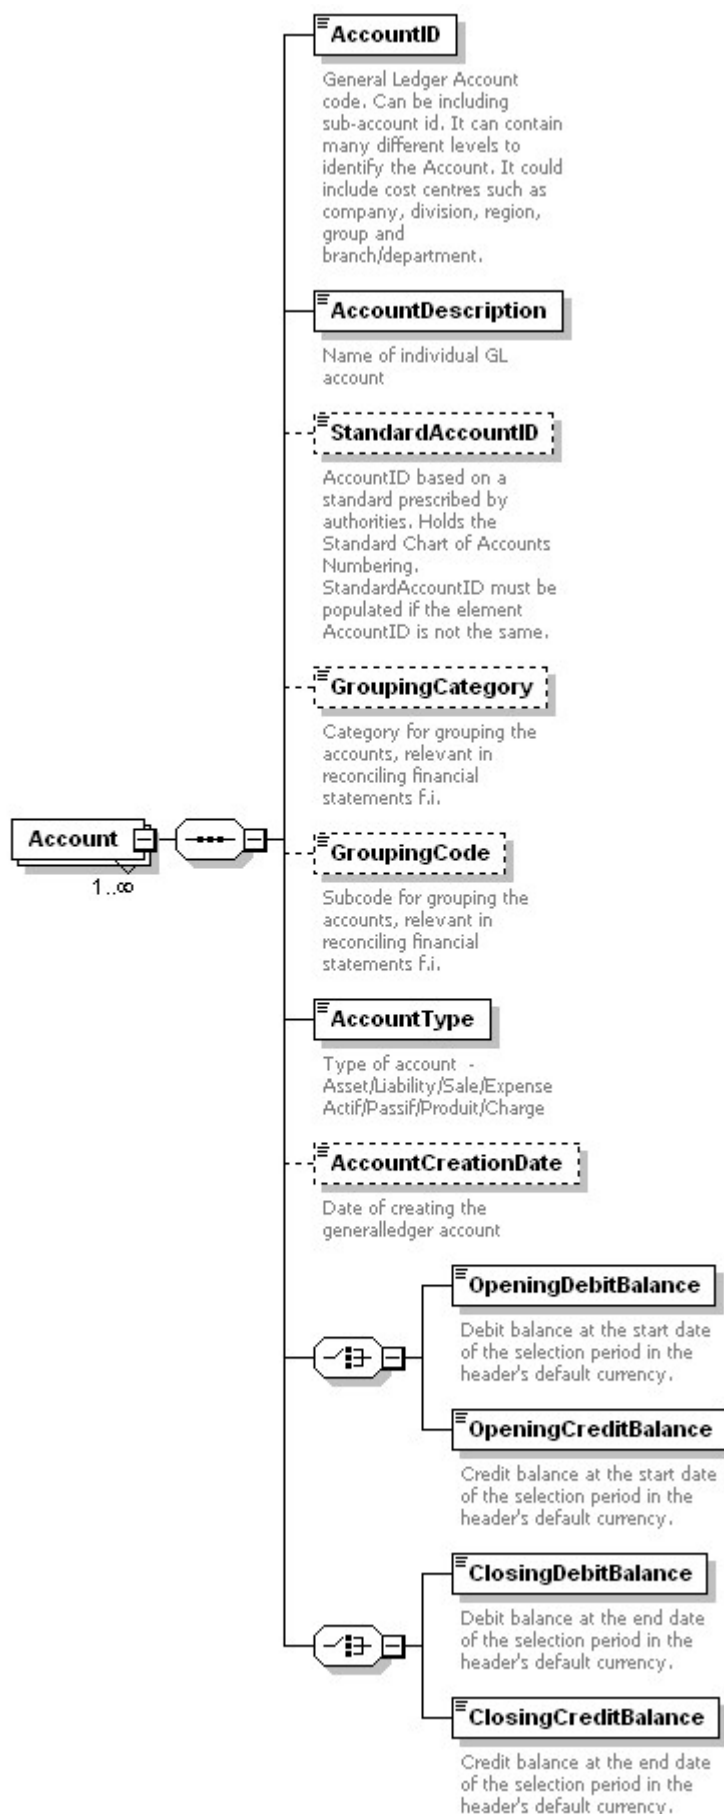 AccountID
General Ledger Account
code. Can be including
sub-account id. It can contain
many different levels to
identify the Account. It could
include cost centres such as
company, division, region,
group and
branch/department.
AccountDescription
Name of individual GL
account
StandardAccountID
AccountID based on a
standard prescribed by
authorities. Holds the
Standard Chart of Accounts
Numbering.
StandardAccountID must be
populated if the element
AccountID is not the same.
GroupingCategory
Category for grouping the
accounts, relevant in
reconciling financial
statements f.i.
Account
1..∞
GroupingCode
Subcode for grouping the
accounts, relevant in
reconciling financial
statements f.i.
AccountType
Type of account -
Asset/Liability/Sale/Expense
Actif/Passif/Produit/Charge
AccountCreationDate
Date of creating the
generalledger account
OpeningDebitBalance
Debit balance at the start date
of the selection period in the
header's default currency.
OpeningCreditBalance
Credit balance at the start date
of the selection period in the
header's default currency.
ClosingDebitBalance
Debit balance at the end date
of the selection period in the
header's default currency.
ClosingCreditBalance
Credit balance at the end date
of the selection period in the
header's default currency.